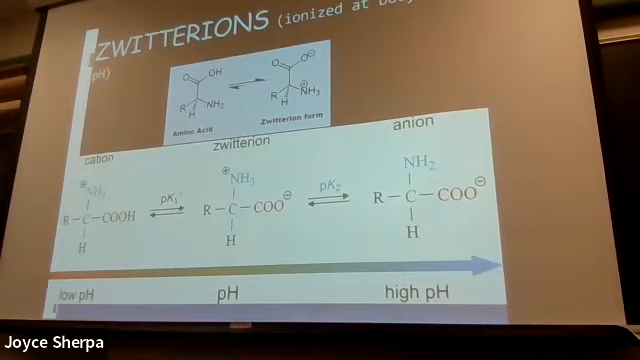 ZWITTERIONS (ionized at body
pH)
O OH
R NH₂
H
Amino Acid
O O⊖
R ⊕NH₃
H
Zwitterion form
cation
zwitterion
anion
⊕NH₃
R–C–COOH
H
pK₁
⊕NH₃
R–C–COO⊖
H
pK₂
NH₂
R–C–COO⊖
H
low pH
pH
high pH
Joyce Sherpa